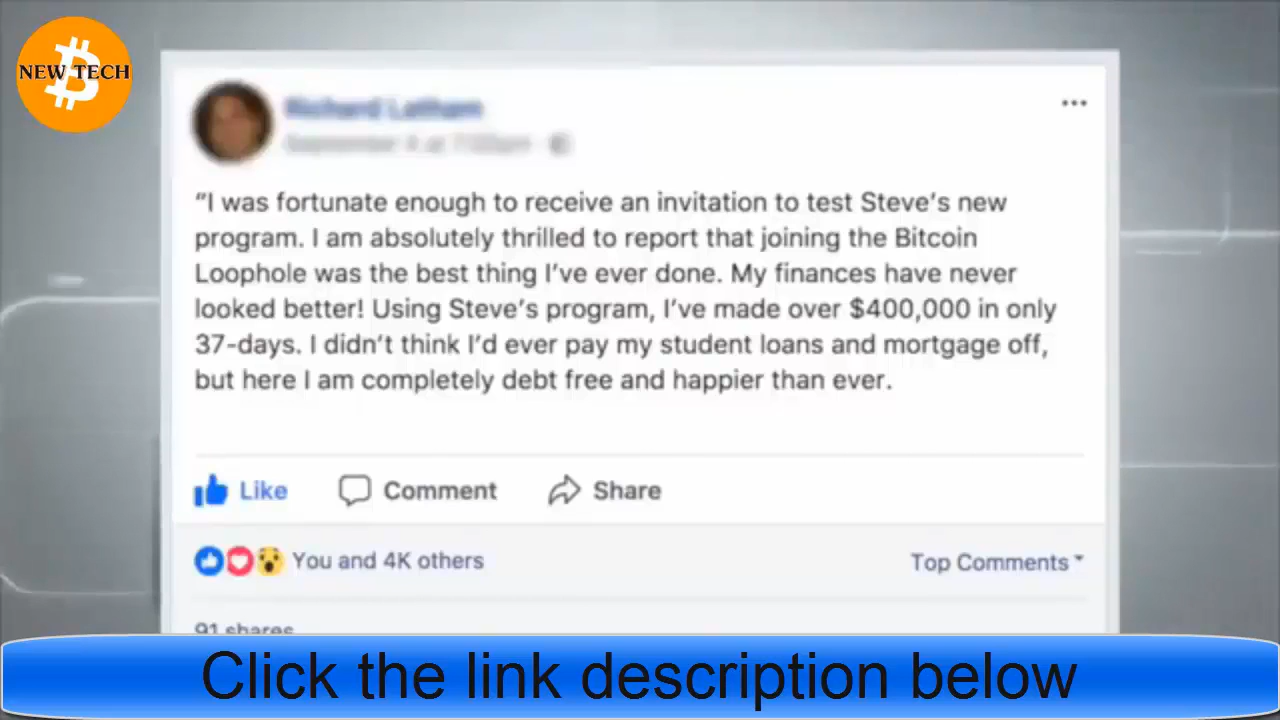 NEW TECH
Richard Latham
“I was fortunate enough to receive an invitation to test Steve’s new
program. I am absolutely thrilled to report that joining the Bitcoin
Loophole was the best thing I’ve ever done. My finances have never
looked better! Using Steve’s program, I’ve made over $400,000 in only
37-days. I didn’t think I’d ever pay my student loans and mortgage off,
but here I am completely debt free and happier than ever.
Like Comment Share
You and 4K others Top Comments
91 shares
Click the link description below